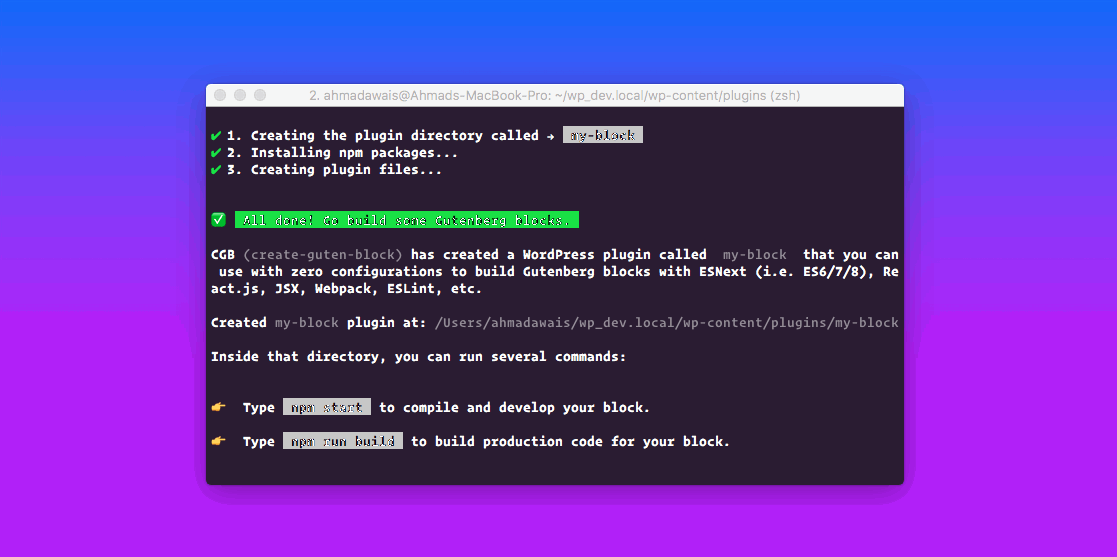 2. ahmadawais@Ahmads-MacBook-Pro: ~/wp_dev.local/wp-content/plugins (zsh)
✔ 1. Creating the plugin directory called → my-block
✔ 2. Installing npm packages...
✔ 3. Creating plugin files...
✅ All done! Go build some Gutenberg blocks.
CGB (create-guten-block) has created a WordPress plugin called my-block that you can
use with zero configurations to build Gutenberg blocks with ESNext (i.e. ES6/7/8), Re
act.js, JSX, Webpack, ESLint, etc.
Created my-block plugin at: /Users/ahmadawais/wp_dev.local/wp-content/plugins/my-block
Inside that directory, you can run several commands:
👉 Type npm start to compile and develop your block.
👉 Type npm run build to build production code for your block.